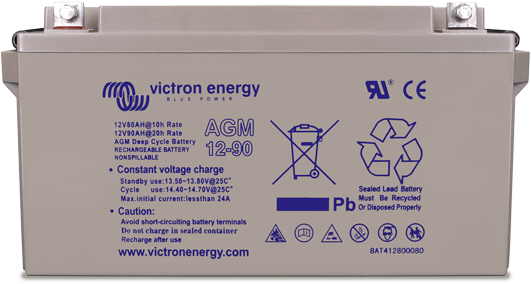 victron energy
BLUE POWER
12V80AH@10h Rate
12V90AH@20h Rate
AGM Deep Cycle Battery
RECHARGEABLE BATTERY
NONSPILLABLE
AGM
12-90
• Constant voltage charge
Standby use:13.50~13.80V@25C°
Cycle use:14.40~14.70V@25C°
Max.initial current:lessthan 24A
• Caution:
Avoid short-circuiting battery terminals
Do not charge in sealed container
Recharge after use
www.victronenergy.com
Pb
CE
Sealed Lead Battery
Must Be Recycled
Or Disposed Properly
BAT412800080